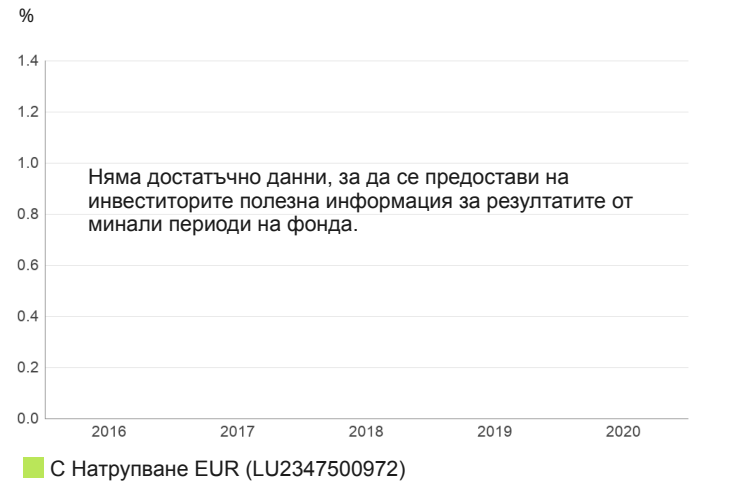 %
1.4
1.2
1.0
Няма достатъчно данни, за да се предостави на
инвеститорите полезна информация за резултатите от
0.8
минали периоди на фонда.
0.6
0.4
0.2
0.0
2016 2017 2018 2019 2020
C Натрупване EUR (LU2347500972)